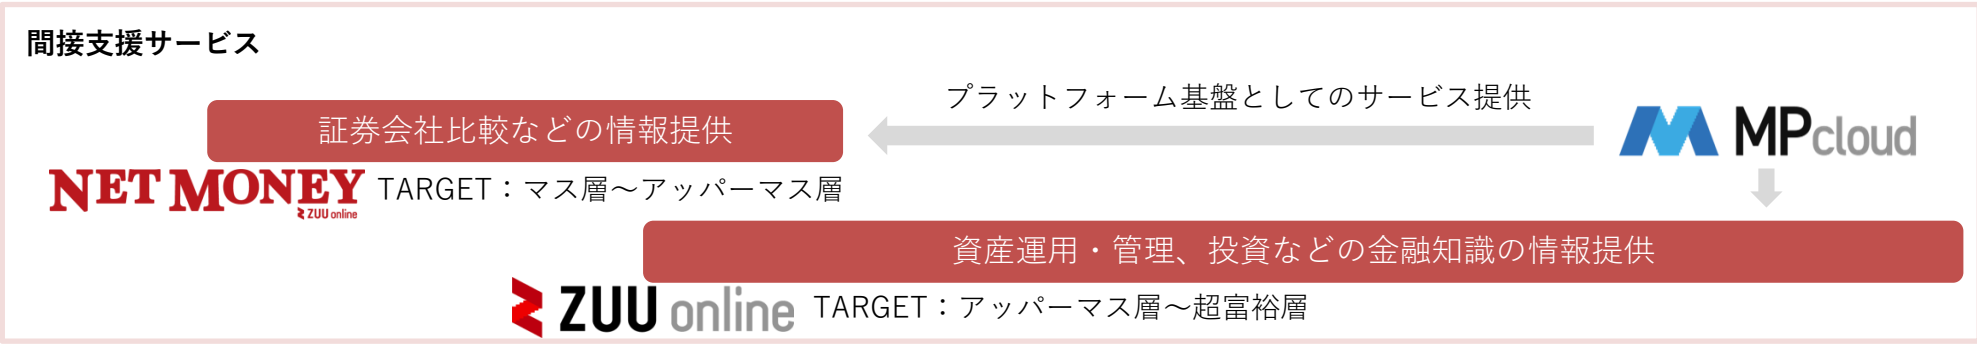 間接支援サービス
プラットフォーム基盤としてのサービス提供
証券会社比較などの情報提供
MPcloud
NET MONEY
ZUU online
TARGET：マス層～アッパーマス層
資産運用・管理、投資などの金融知識の情報提供
ZUU online
TARGET：アッパーマス層～超富裕層